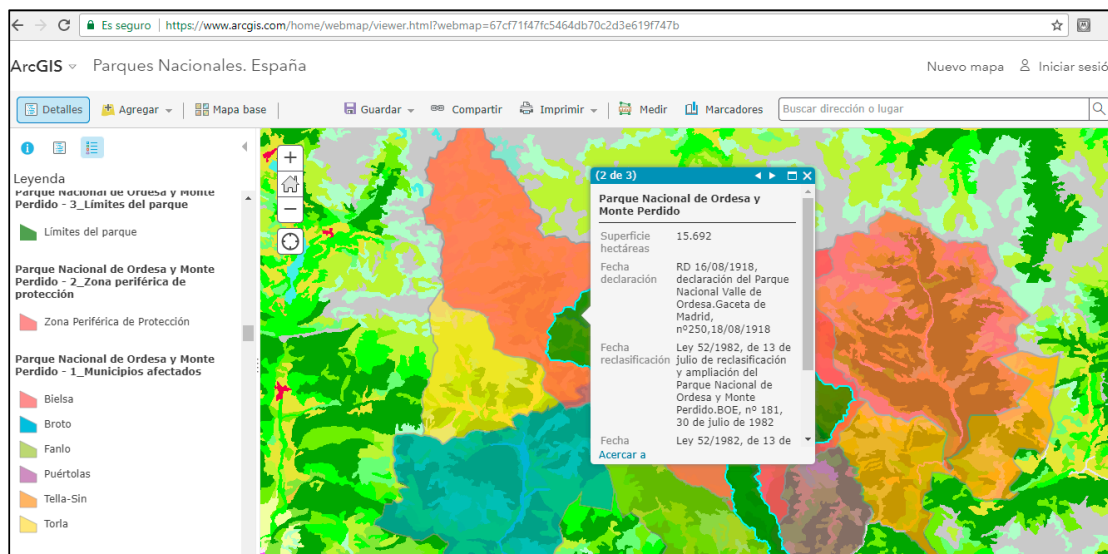 Es seguro | https://www.arcgis.com/home/webmap/viewer.html?webmap=67cf71f47fc5464db70c2d3e619f747b
ArcGIS Parques Nacionales. España
Nuevo mapa Iniciar sesió
Detalles Agregar Mapa base Guardar Compartir Imprimir Medir Marcadores Buscar dirección o lugar
Leyenda
Parque Nacional de Ordesa y Monte
Perdido - 3_Límites del parque
Límites del parque
Parque Nacional de Ordesa y Monte
Perdido - 2_Zona periférica de
protección
Zona Periférica de Protección
Parque Nacional de Ordesa y Monte
Perdido - 1_Municipios afectados
Bielsa
Broto
Fanlo
Puértolas
Tella-Sin
Torla
(2 de 3)
Parque Nacional de Ordesa y
Monte Perdido
Superficie 15.692
hectáreas
Fecha RD 16/08/1918,
declaración declaración del Parque
Nacional Valle de
Ordesa.Gaceta de
Madrid,
nº250,18/08/1918
Fecha Ley 52/1982, de 13 de
reclasificación julio de reclasificación
y ampliación del
Parque Nacional de
Ordesa y Monte
Perdido.BOE, nº 181,
30 de julio de 1982
Fecha Ley 52/1982, de 13 de
Acercar a